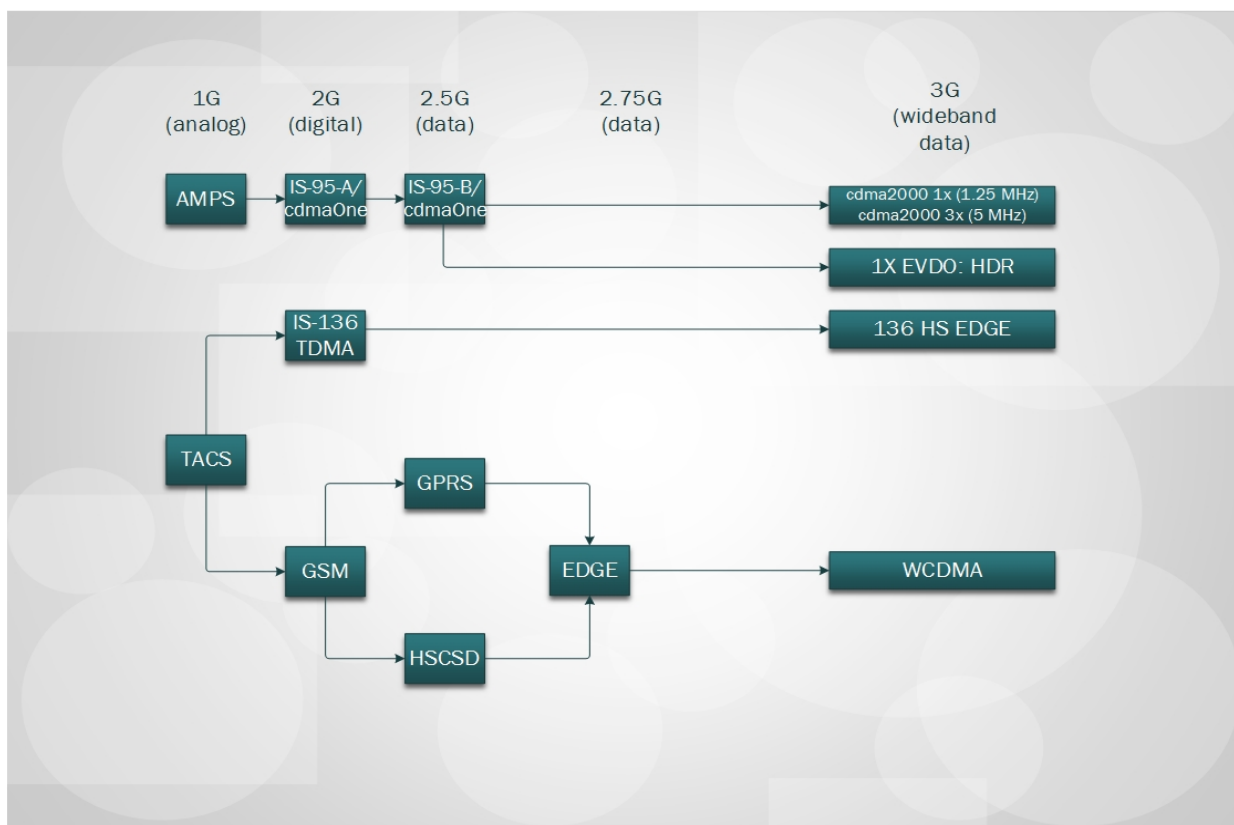 1G
(analog)
2G
(digital)
2.5G
(data)
2.75G
(data)
3G
(wideband
data)
AMPS
IS-95-A/
cdmaOne
IS-95-B/
cdmaOne
cdma2000 1x (1.25 MHz)
cdma2000 3x (5 MHz)
1X EVDO: HDR
IS-136
TDMA
136 HS EDGE
TACS
GPRS
GSM
EDGE
WCDMA
HSCSD